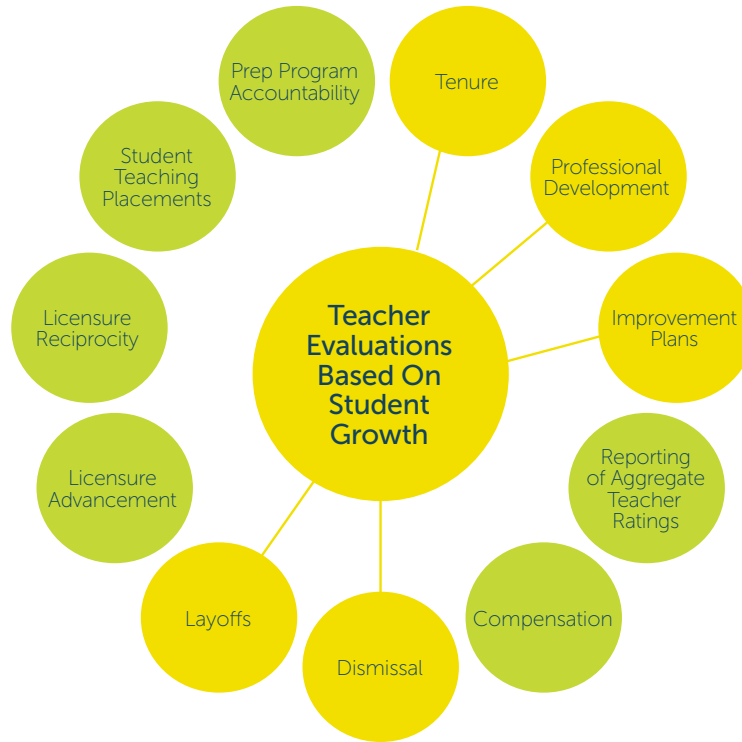 Prep Program
Accountability
Tenure
Student
Teaching
Placements
Professional
Development
Licensure
Reciprocity
Teacher
Evaluations
Based On
Student
Growth
Improvement
Plans
Licensure
Advancement
Reporting
of Aggregate
Teacher
Ratings
Layoffs
Compensation
Dismissal